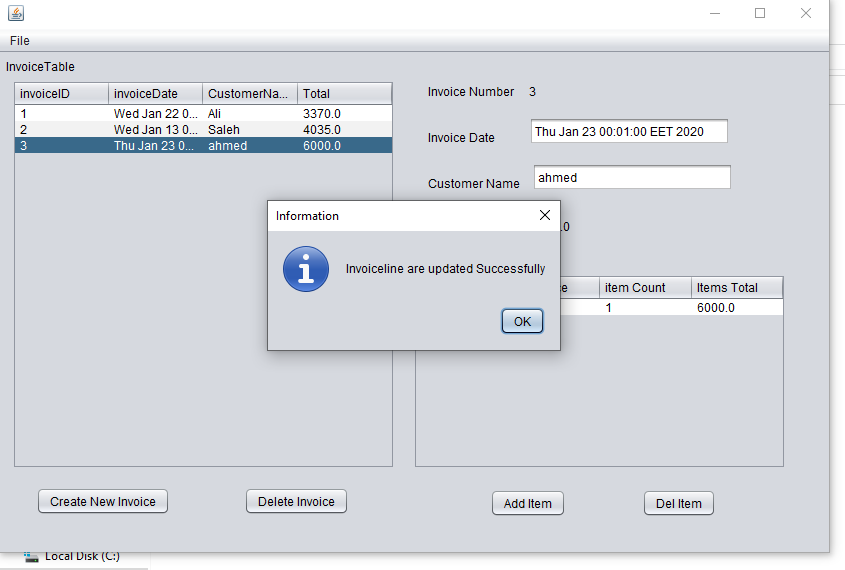 File
InvoiceTable
invoiceID invoiceDate CustomerNa... Total
1 Wed Jan 22 0... Ali 3370.0
2 Wed Jan 13 0... Saleh 4035.0
3 Thu Jan 23 0... ahmed 6000.0
Invoice Number 3
Invoice Date Thu Jan 23 00:01:00 EET 2020
Customer Name ahmed
.0
Information
Invoiceline are updated Successfully
OK
ce item Count Items Total
1 6000.0
Create New Invoice
Delete Invoice
Add Item
Del Item
Local Disk (C:)